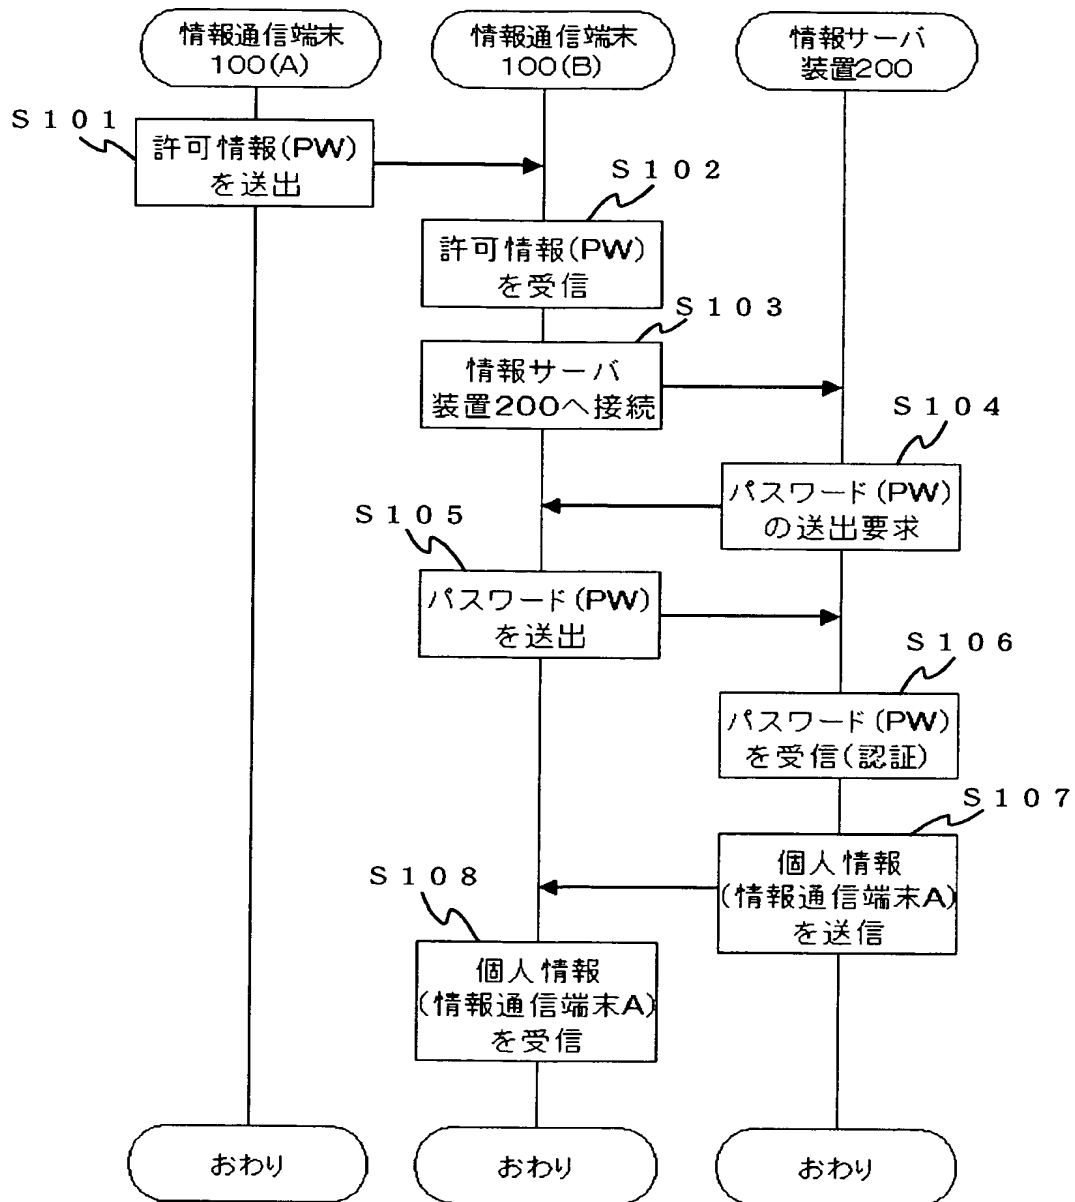 情報通信端末
100(A)
情報通信端末
100(B)
情報サーバ
装置200
S101
許可情報(PW)
を送出
S102
許可情報(PW)
を受信
S103
情報サーバ
装置200へ接続
S104
パスワード(PW)
の送出要求
S105
パスワード(PW)
を送出
S106
パスワード(PW)
を受信(認証)
S107
個人情報
(情報通信端末A)
を送信
S108
個人情報
(情報通信端末A)
を受信
おわり
おわり
おわり